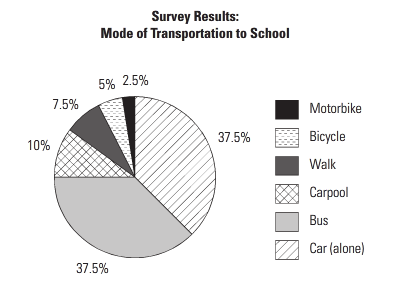 Survey Results:
Mode of Transportation to School
5% 2.5%
7.5%
10%
37.5%
37.5%
Motorbike
Bicycle
Walk
Carpool
Bus
Car (alone)